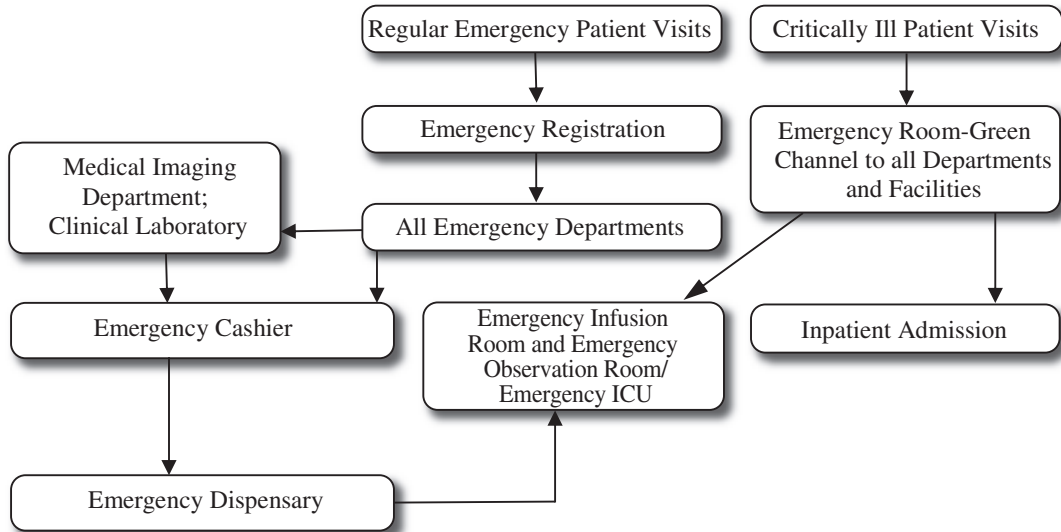 Regular Emergency Patient Visits
Critically Ill Patient Visits
Emergency Registration
Emergency Room-Green
Channel to all Departments
and Facilities
Medical Imaging
Department;
Clinical Laboratory
All Emergency Departments
Emergency Cashier
Emergency Infusion
Room and Emergency
Observation Room/
Emergency ICU
Inpatient Admission
Emergency Dispensary